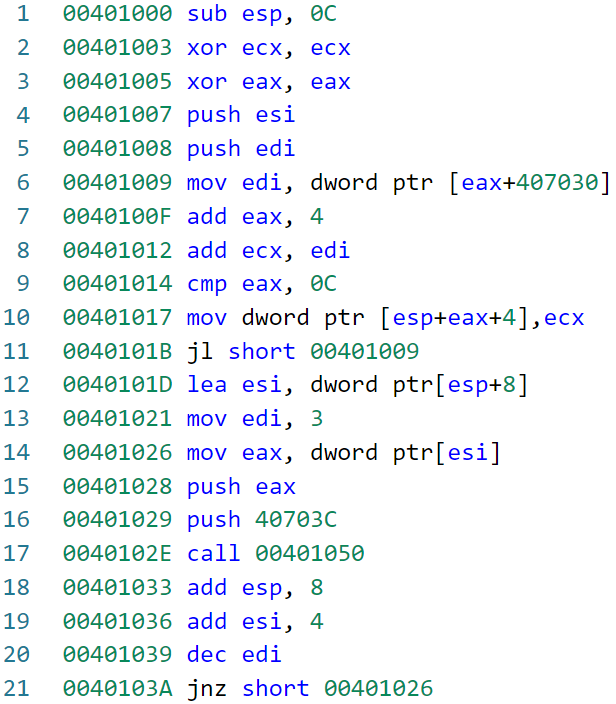 1 00401000 sub esp, 0C
2 00401003 xor ecx, ecx
3 00401005 xor eax, eax
4 00401007 push esi
5 00401008 push edi
6 00401009 mov edi, dword ptr [eax+407030]
7 0040100F add eax, 4
8 00401012 add ecx, edi
9 00401014 cmp eax, 0C
10 00401017 mov dword ptr [esp+eax+4],ecx
11 0040101B jl short 00401009
12 0040101D lea esi, dword ptr[esp+8]
13 00401021 mov edi, 3
14 00401026 mov eax, dword ptr[esi]
15 00401028 push eax
16 00401029 push 40703C
17 0040102E call 00401050
18 00401033 add esp, 8
19 00401036 add esi, 4
20 00401039 dec edi
21 0040103A jnz short 00401026